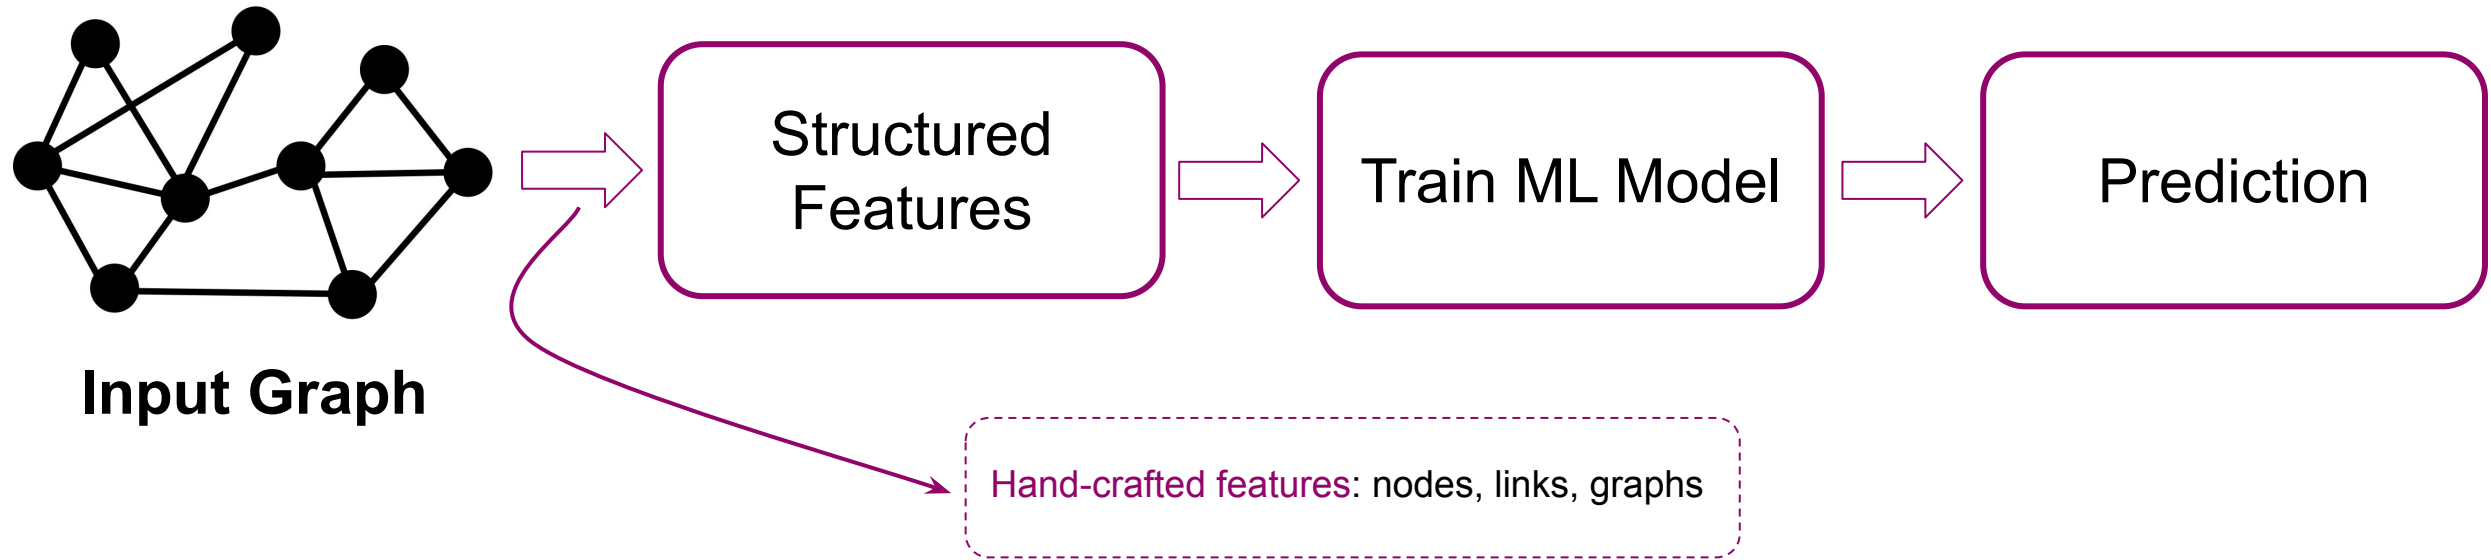 Structured
Features
Train ML Model
Prediction
Input Graph
Hand-crafted features: nodes, links, graphs